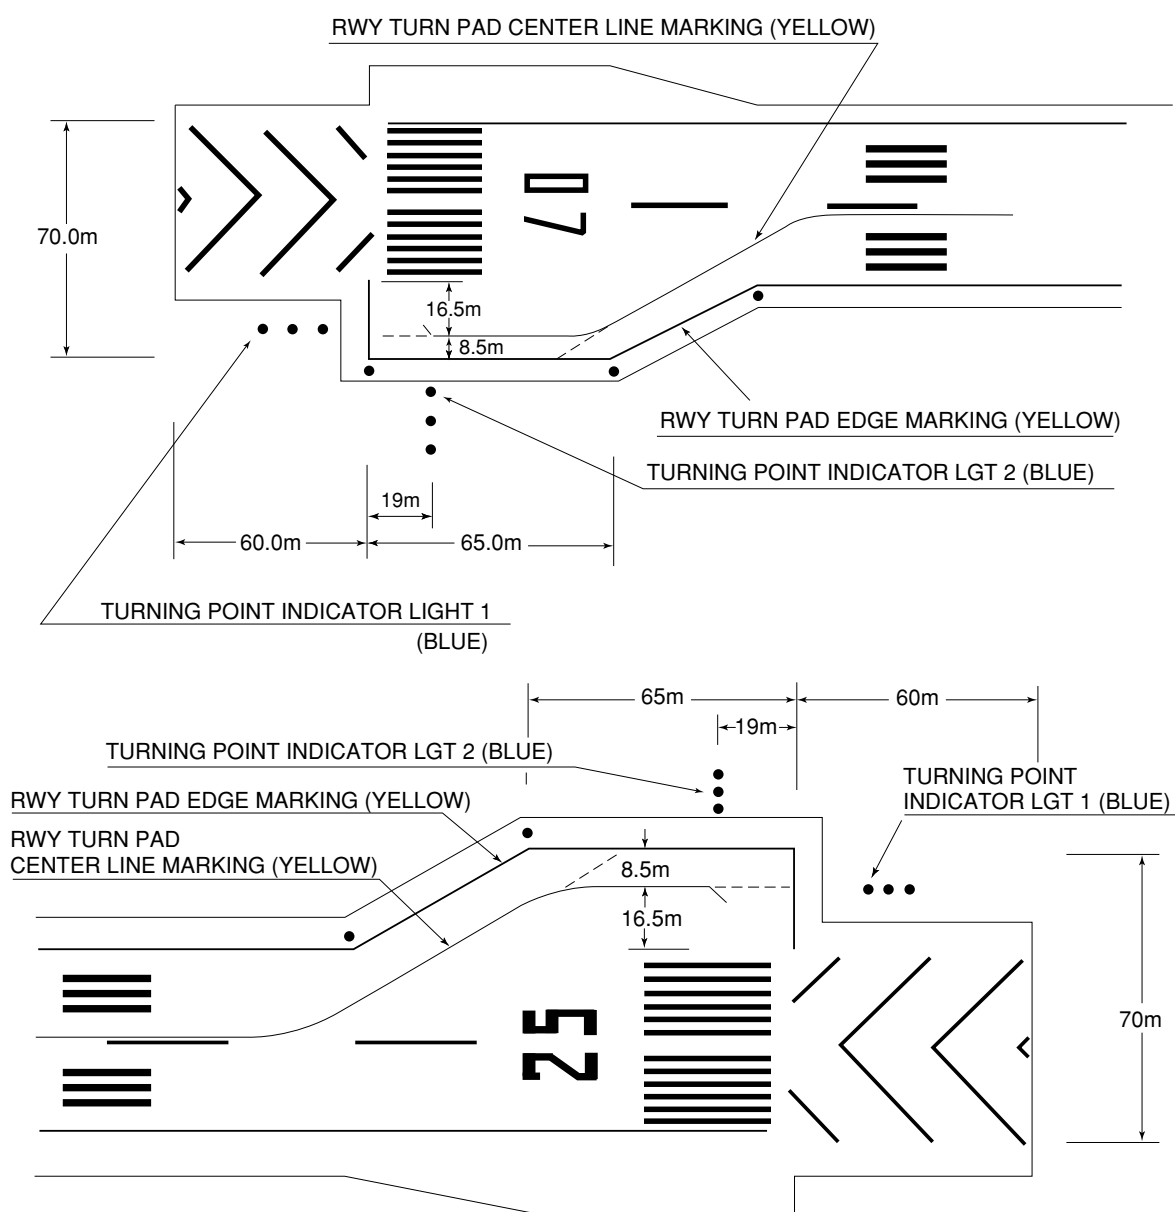 RWY TURN PAD CENTER LINE MARKING (YELLOW)
07
70.0m
16.5m
8.5m
RWY TURN PAD EDGE MARKING (YELLOW)
TURNING POINT INDICATOR LGT 2 (BLUE)
19m
60.0m
65.0m
TURNING POINT INDICATOR LIGHT 1
(BLUE)
65m
60m
19m
TURNING POINT INDICATOR LGT 2 (BLUE)
TURNING POINT
INDICATOR LGT 1 (BLUE)
RWY TURN PAD EDGE MARKING (YELLOW)
RWY TURN PAD
CENTER LINE MARKING (YELLOW)
8.5m
16.5m
25
70m